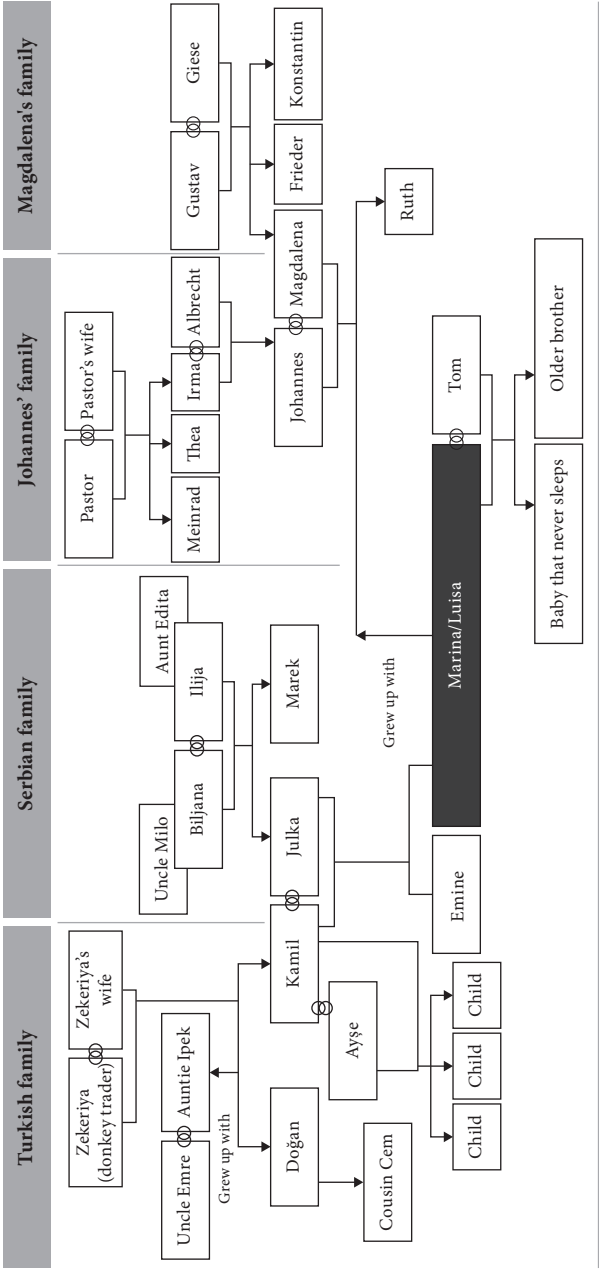 Turkish family
Serbian family
Johannes’ family
Magdalena's family
Zekeriya
(donkey trader)
Zekeriya's
wife
Pastor
Pastor's wife
Uncle Milo
Aunt Edita
Uncle Emre
Auntie Ipek
Grew up with
Biljana
Ilija
Meinrad
Thea
Irma
Albrecht
Gustav
Giese
Doğan
Kamil
Julka
Marek
Johannes
Magdalena
Frieder
Konstantin
Ayşe
Cousin Cem
Grew up with
Ruth
Child
Child
Child
Emine
Marina/Luisa
Tom
Baby that never sleeps
Older brother